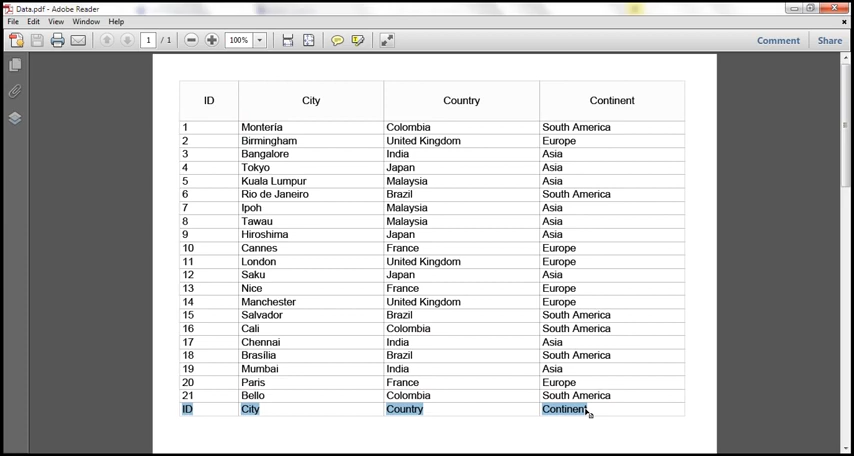 Data.pdf - Adobe Reader
File Edit View Window Help
1 / 1 100% Comment Share
ID City Country Continent
1 Montería Colombia South America
2 Birmingham United Kingdom Europe
3 Bangalore India Asia
4 Tokyo Japan Asia
5 Kuala Lumpur Malaysia Asia
6 Rio de Janeiro Brazil South America
7 Ipoh Malaysia Asia
8 Tawau Malaysia Asia
9 Hiroshima Japan Asia
10 Cannes France Europe
11 London United Kingdom Europe
12 Saku Japan Asia
13 Nice France Europe
14 Manchester United Kingdom Europe
15 Salvador Brazil South America
16 Cali Colombia South America
17 Chennai India Asia
18 Brasília Brazil South America
19 Mumbai India Asia
20 Paris France Europe
21 Bello Colombia South America
ID City Country Continent